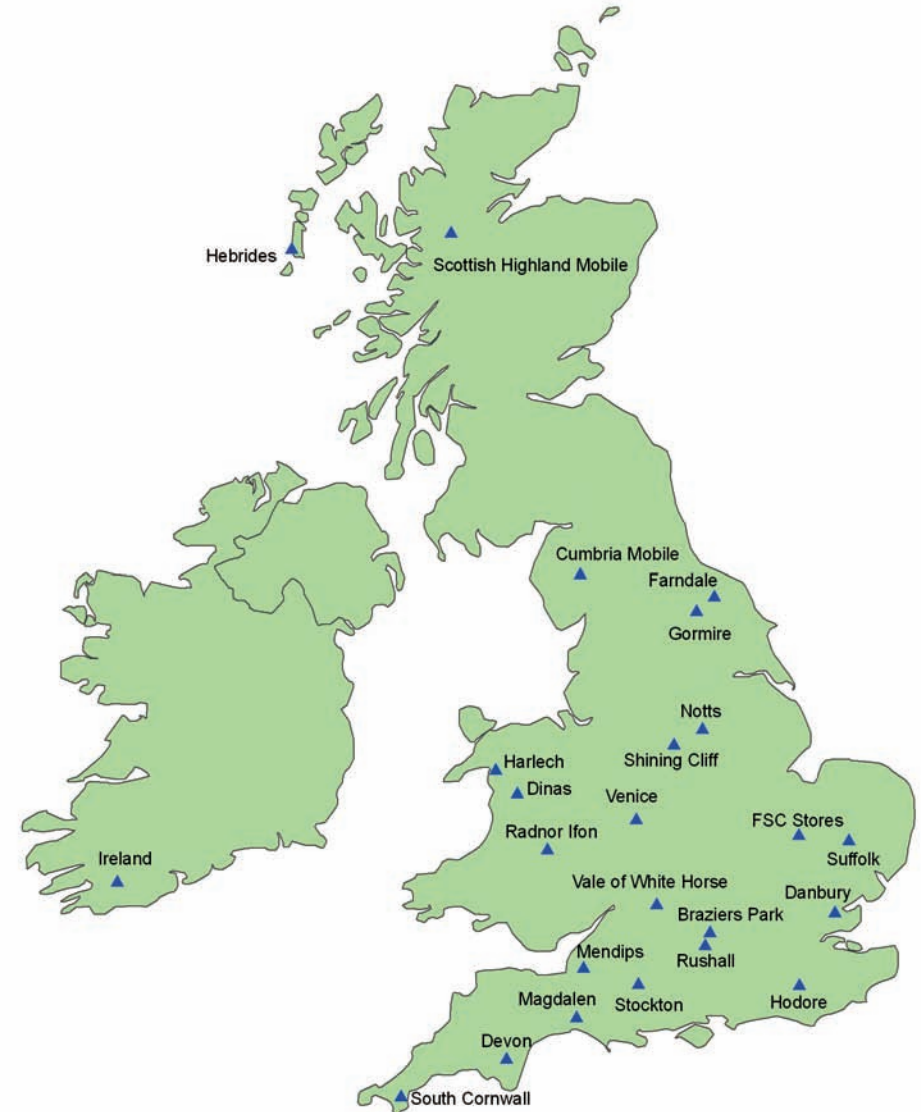 Hebrides
Scottish Highland Mobile
Cumbria Mobile
Farndale
Gormire
Notts
Shining Cliff
Harlech
Dinas
Venice
FSC Stores
Radnor Ifon
Suffolk
Ireland
Vale of White Horse
Danbury
Braziers Park
Rushall
Mendips
Magdalen
Stockton
Hodore
Devon
South Cornwall